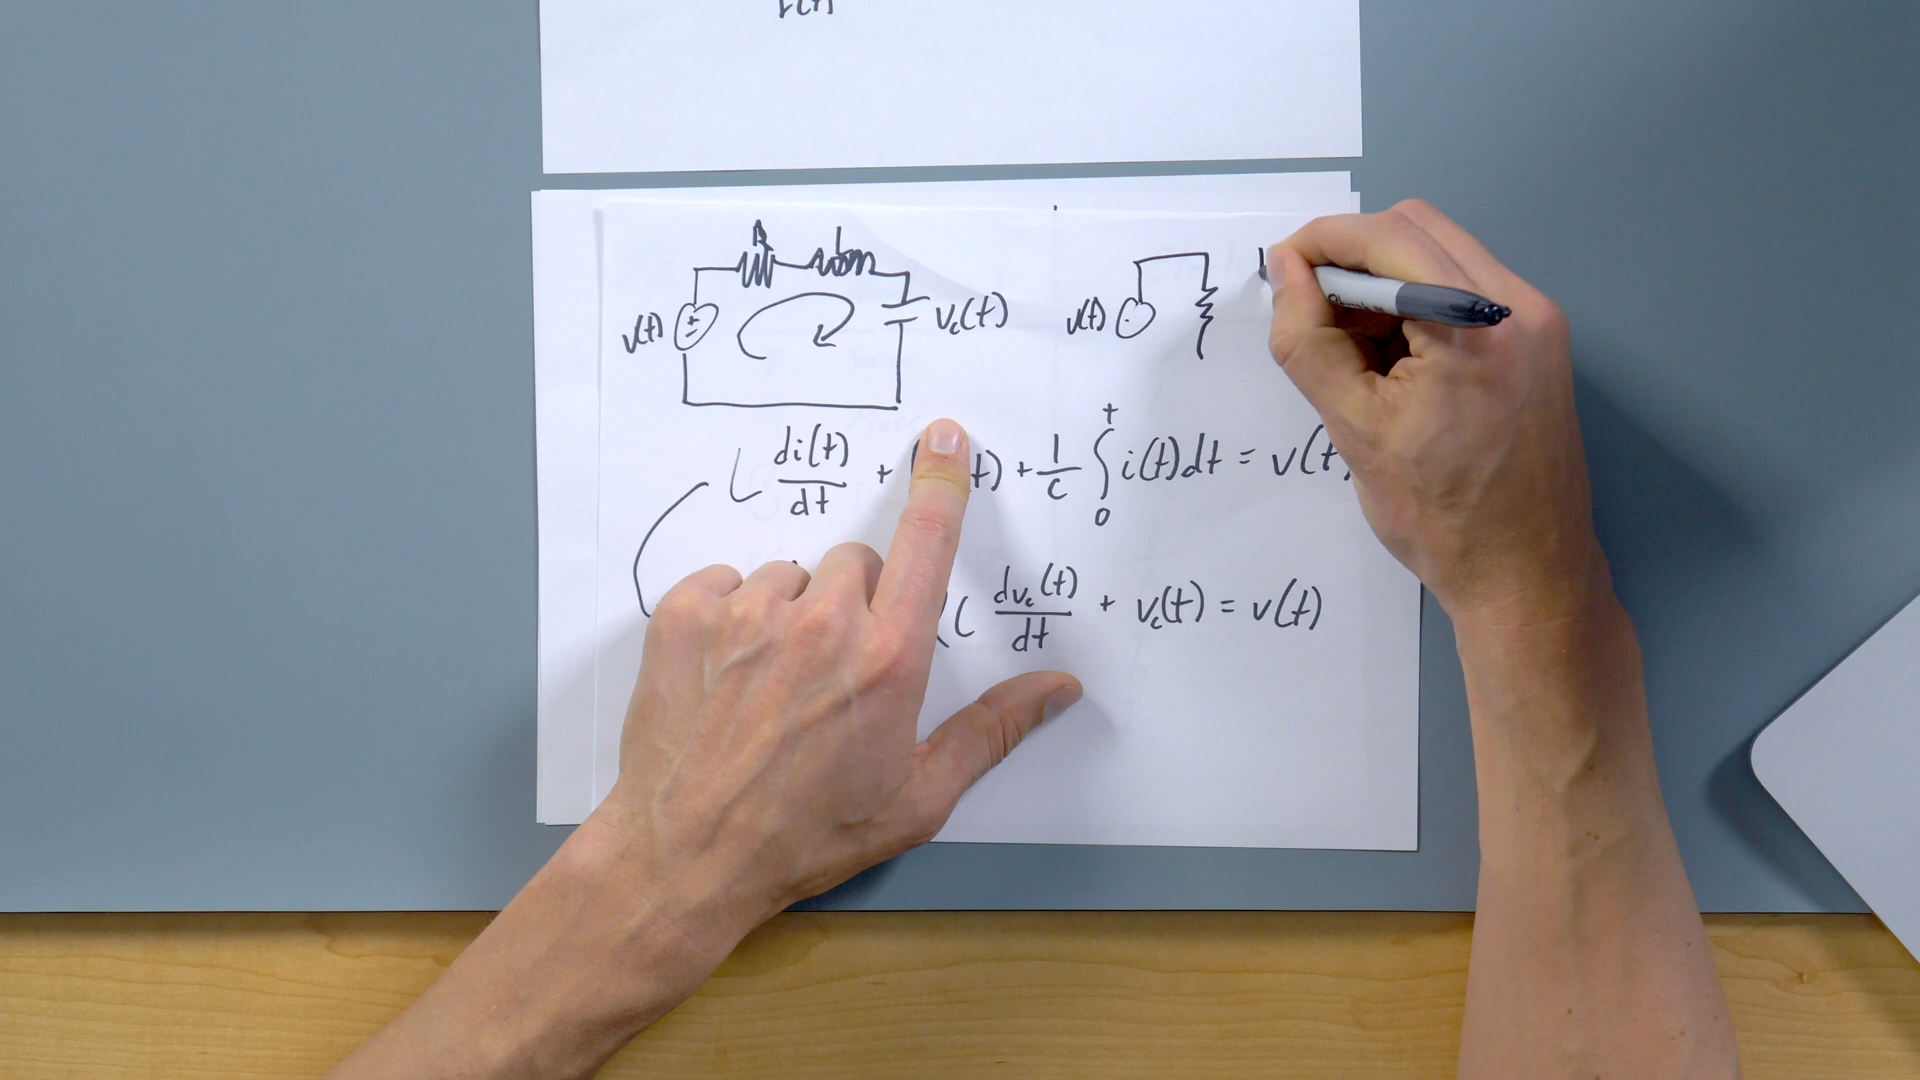 R L
v(t) + - v_c(t) v(t)
L di(t)/dt + t) + 1/c ∫_0^t i(t)dt = v(t)
C dv_c(t)/dt + v_c(t) = v(t)